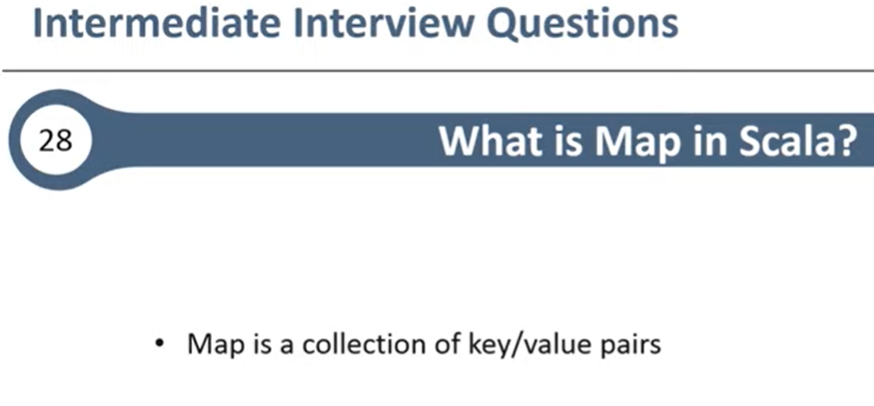 Intermediate Interview Questions
28
What is Map in Scala?
• Map is a collection of key/value pairs